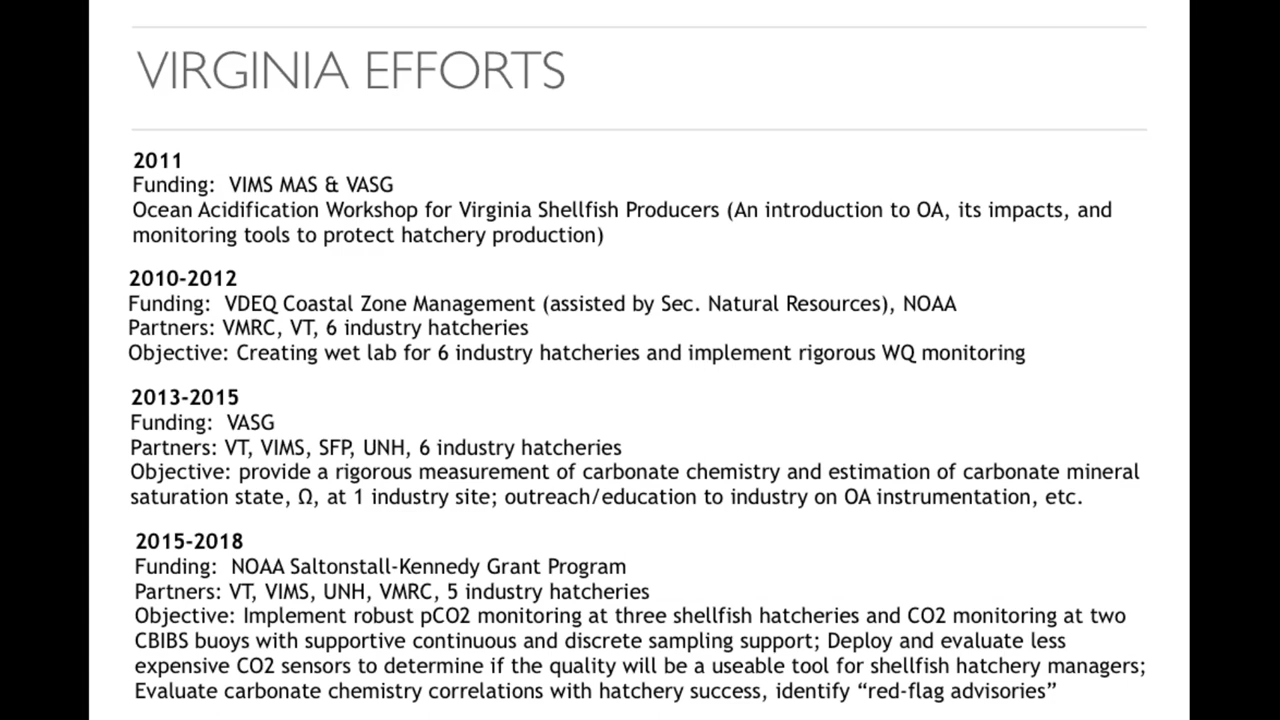 VIRGINIA EFFORTS
2011
Funding: VIMS MAS & VASG
Ocean Acidification Workshop for Virginia Shellfish Producers (An introduction to OA, its impacts, and
monitoring tools to protect hatchery production)
2010-2012
Funding: VDEQ Coastal Zone Management (assisted by Sec. Natural Resources), NOAA
Partners: VMRC, VT, 6 industry hatcheries
Objective: Creating wet lab for 6 industry hatcheries and implement rigorous WQ monitoring
2013-2015
Funding: VASG
Partners: VT, VIMS, SFP, UNH, 6 industry hatcheries
Objective: provide a rigorous measurement of carbonate chemistry and estimation of carbonate mineral
saturation state, Ω, at 1 industry site; outreach/education to industry on OA instrumentation, etc.
2015-2018
Funding: NOAA Saltonstall-Kennedy Grant Program
Partners: VT, VIMS, UNH, VMRC, 5 industry hatcheries
Objective: Implement robust pCO2 monitoring at three shellfish hatcheries and CO2 monitoring at two
CBIBS buoys with supportive continuous and discrete sampling support; Deploy and evaluate less
expensive CO2 sensors to determine if the quality will be a useable tool for shellfish hatchery managers;
Evaluate carbonate chemistry correlations with hatchery success, identify “red-flag advisories”